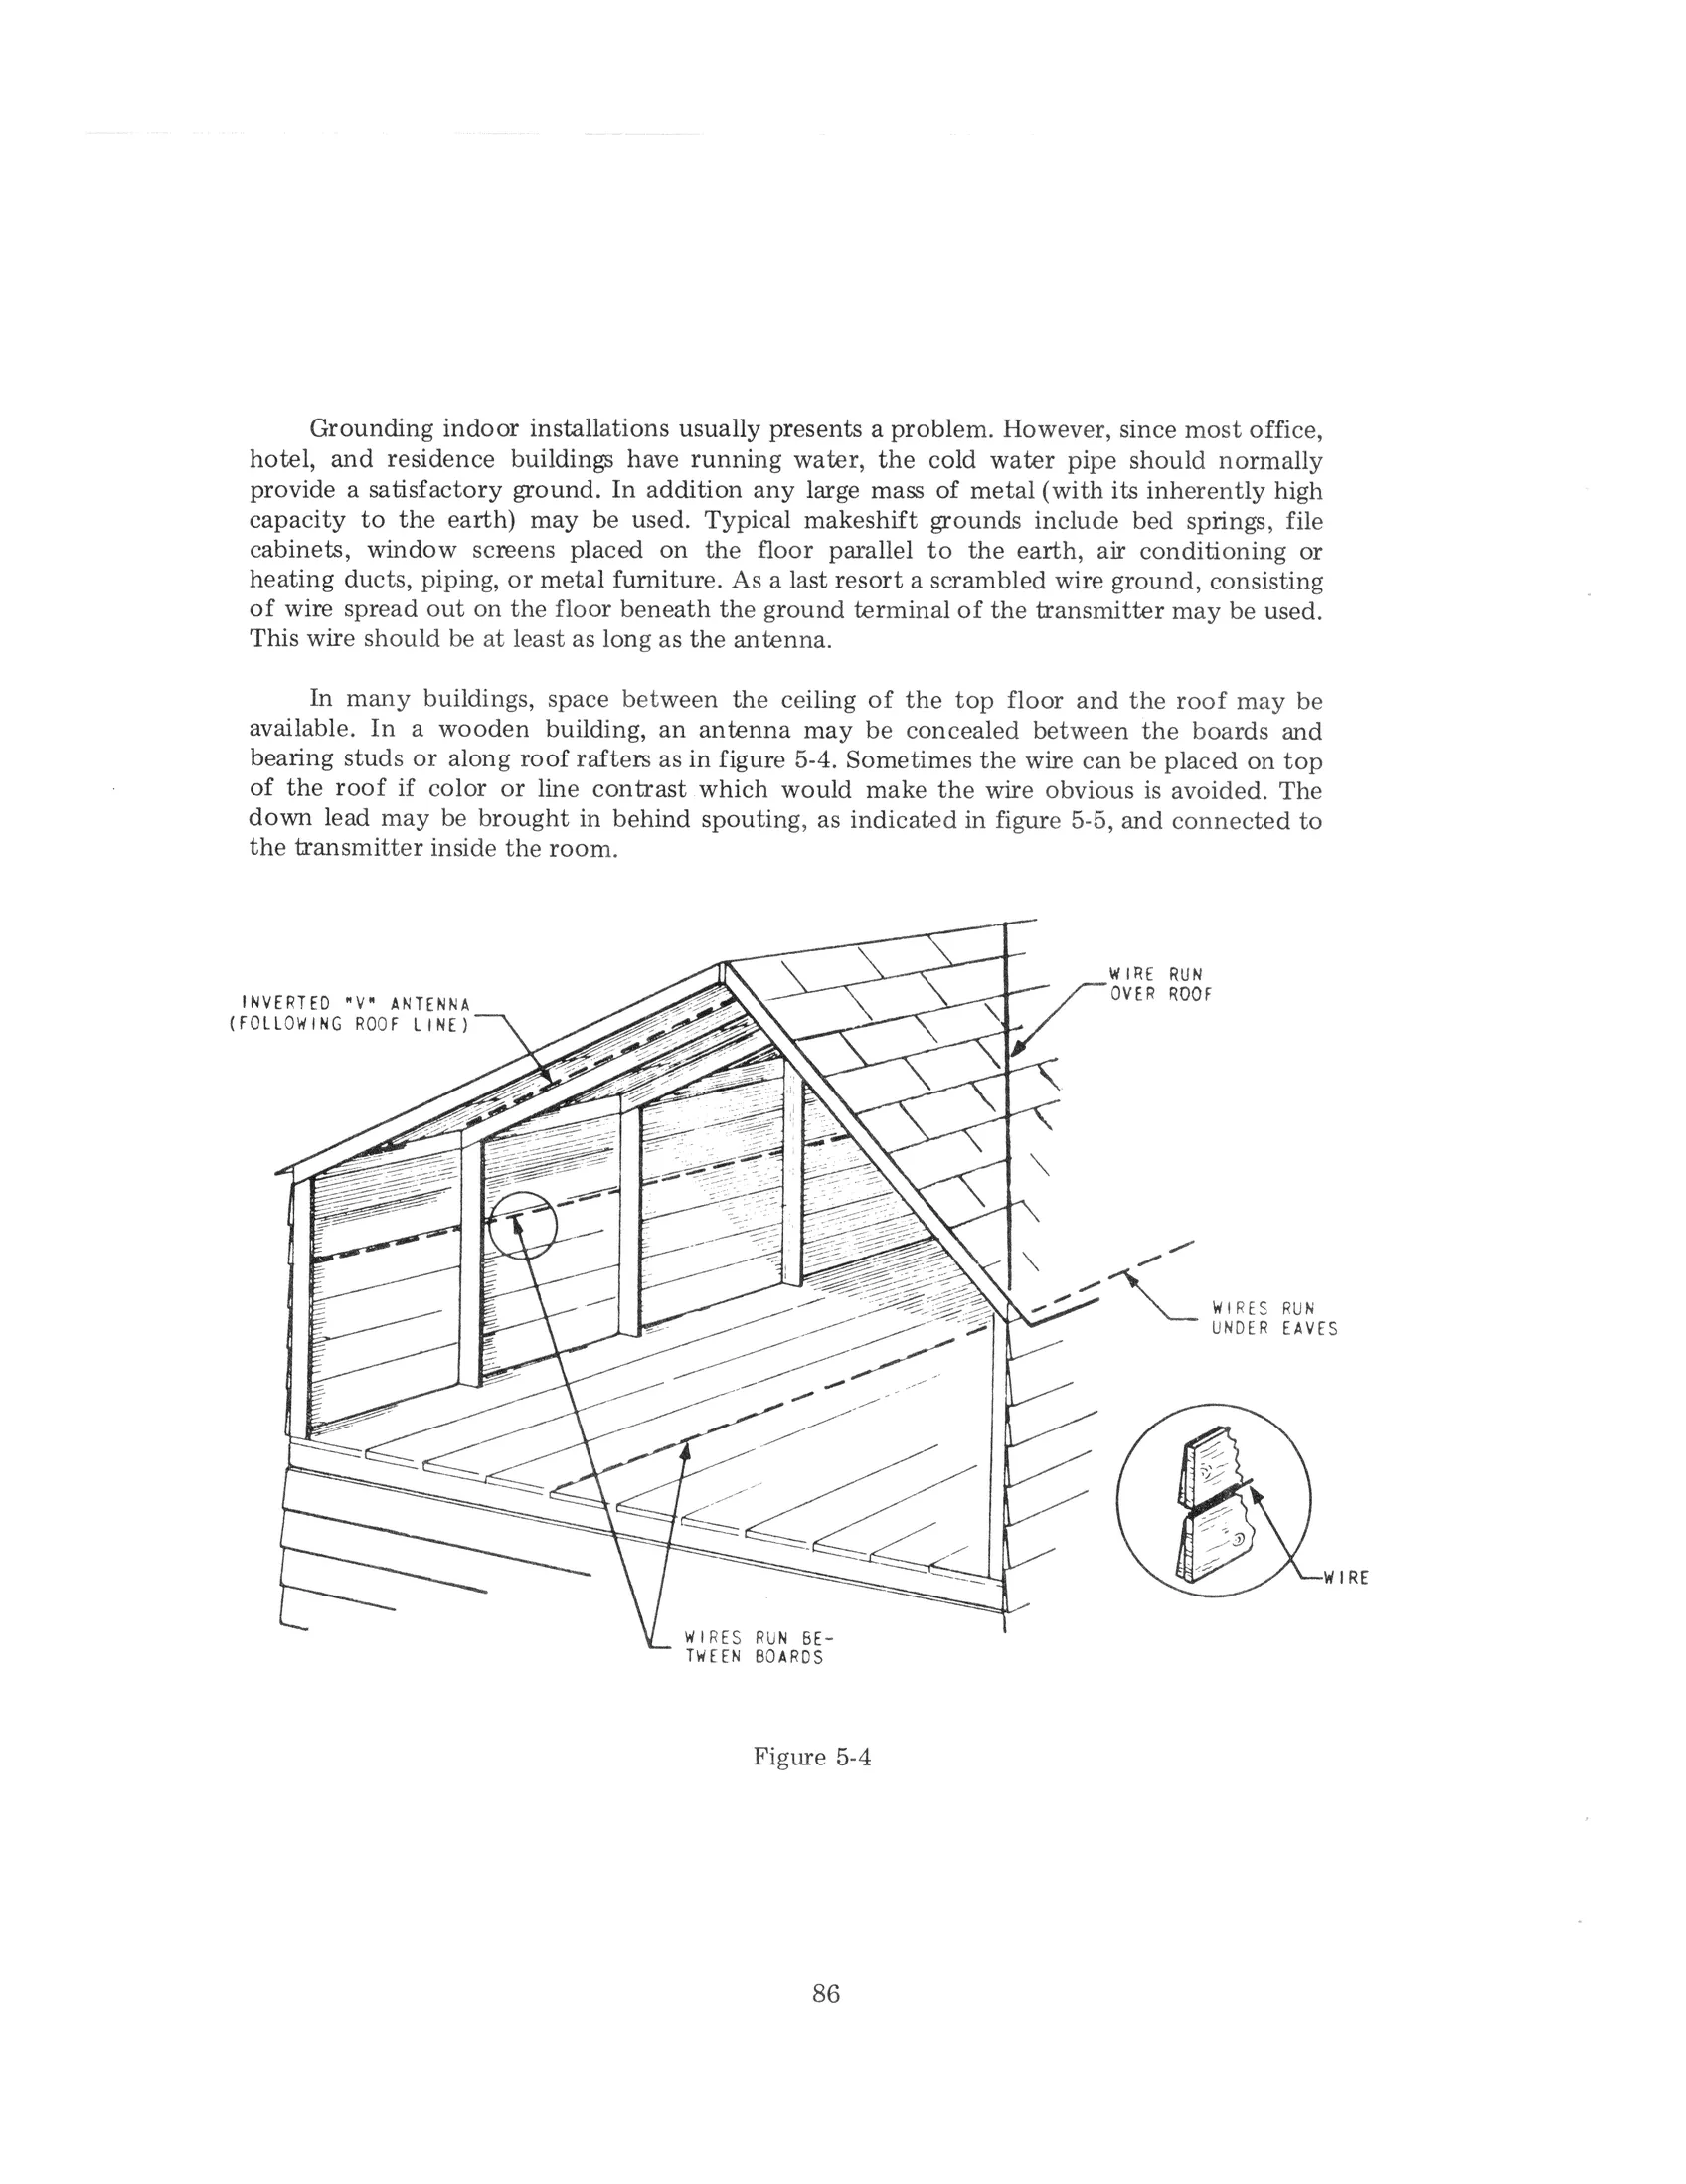 Grounding indoor installations usually presents a problem. However, since most office,
hotel, and residence buildings have running water, the cold water pipe should normally
provide a satisfactory ground. In addition any large mass of metal (with its inherently high
capacity to the earth) may be used. Typical makeshift grounds include bed springs, file
cabinets, window screens placed on the floor parallel to the earth, air conditioning or
heating ducts, piping, or metal furniture. As a last resort a scrambled wire ground, consisting
of wire spread out on the floor beneath the ground terminal of the transmitter may be used.
This wire should be at least as long as the antenna.
In many buildings, space between the ceiling of the top floor and the roof may be
available. In a wooden building, an antenna may be concealed between the boards and
bearing studs or along roof rafters as in figure 5-4. Sometimes the wire can be placed on top
of the roof if color or line contrast which would make the wire obvious is avoided. The
down lead may be brought in behind spouting, as indicated in figure 5-5, and connected to
the transmitter inside the room.
WIRE RUN
OVER ROOF
INVERTED "V" ANTENNA
(FOLLOWING ROOF LINE)
WIRES RUN
UNDER EAVES
WIRE
WIRES RUN BE-
TWEEN BOARDS
Figure 5-4
86